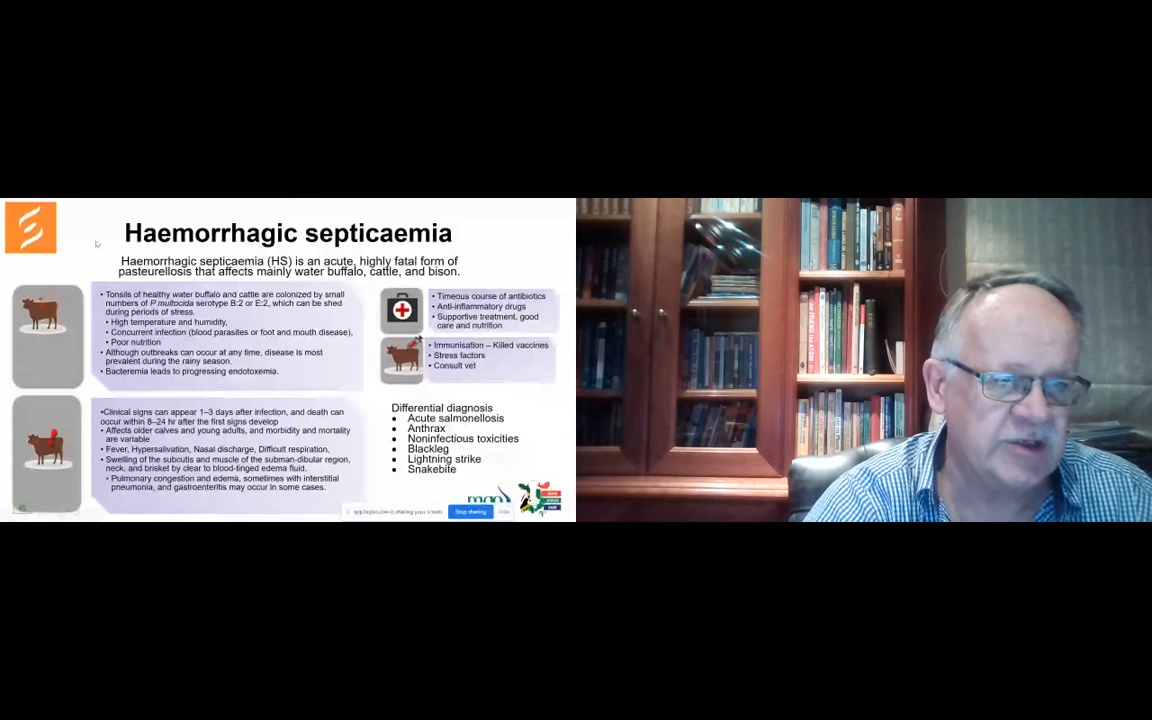 Haemorrhagic septicaemia
Haemorrhagic septicaemia (HS) is an acute, highly fatal form of
pasteurellosis that affects mainly water buffalo, cattle, and bison.
• Tonsils of healthy water buffalo and cattle are colonized by small
numbers of P multocida serotype B:2 or E:2, which can be shed
during periods of stress.
• High temperature and humidity,
• Concurrent infection (blood parasites or foot and mouth disease),
• Poor nutrition
• Although outbreaks can occur at any time, disease is most
prevalent during the rainy season.
• Bacteremia leads to progressing endotoxemia.
•Clinical signs can appear 1–3 days after infection, and death can
occur within 8–24 hr after the first signs develop
• Affects older calves and young adults, and morbidity and mortality
are variable
• Fever, Hypersalivation, Nasal discharge, Difficult respiration,
• Swelling of the subcutis and muscle of the subman-dibular region,
neck, and brisket by clear to blood-tinged edema fluid.
• Pulmonary congestion and edema, sometimes with interstitial
pneumonia, and gastroenteritis may occur in some cases.
• Timeous course of antibiotics
• Anti-inflammatory drugs
• Supportive treatment, good
care and nutrition
• Immunisation – Killed vaccines
• Stress factors
• Consult vet
Differential diagnosis
• Acute salmonellosis
• Anthrax
• Noninfectious toxicities
• Blackleg
• Lightning strike
• Snakebite
is sharing your screen.
Stop sharing
Hide